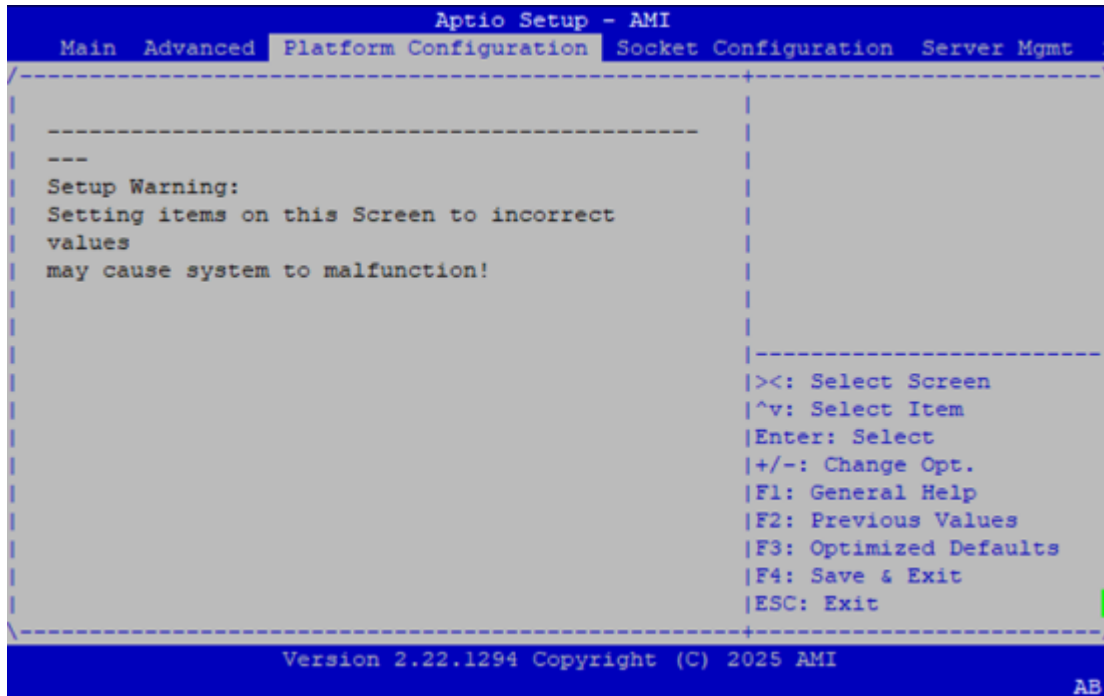 Aptio Setup - AMI
Main Advanced Platform Configuration Socket Configuration Server Mgmt
/----------------------------------------------------+-------------------------
------------------------------------------------
---
Setup Warning:
Setting items on this Screen to incorrect
values
may cause system to malfunction!
|--------------------------
|><: Select Screen
|^v: Select Item
|Enter: Select
|+/-: Change Opt.
|F1: General Help
|F2: Previous Values
|F3: Optimized Defaults
|F4: Save & Exit
|ESC: Exit
\----------------------------------------------------+-------------------------
Version 2.22.1294 Copyright (C) 2025 AMI
AB